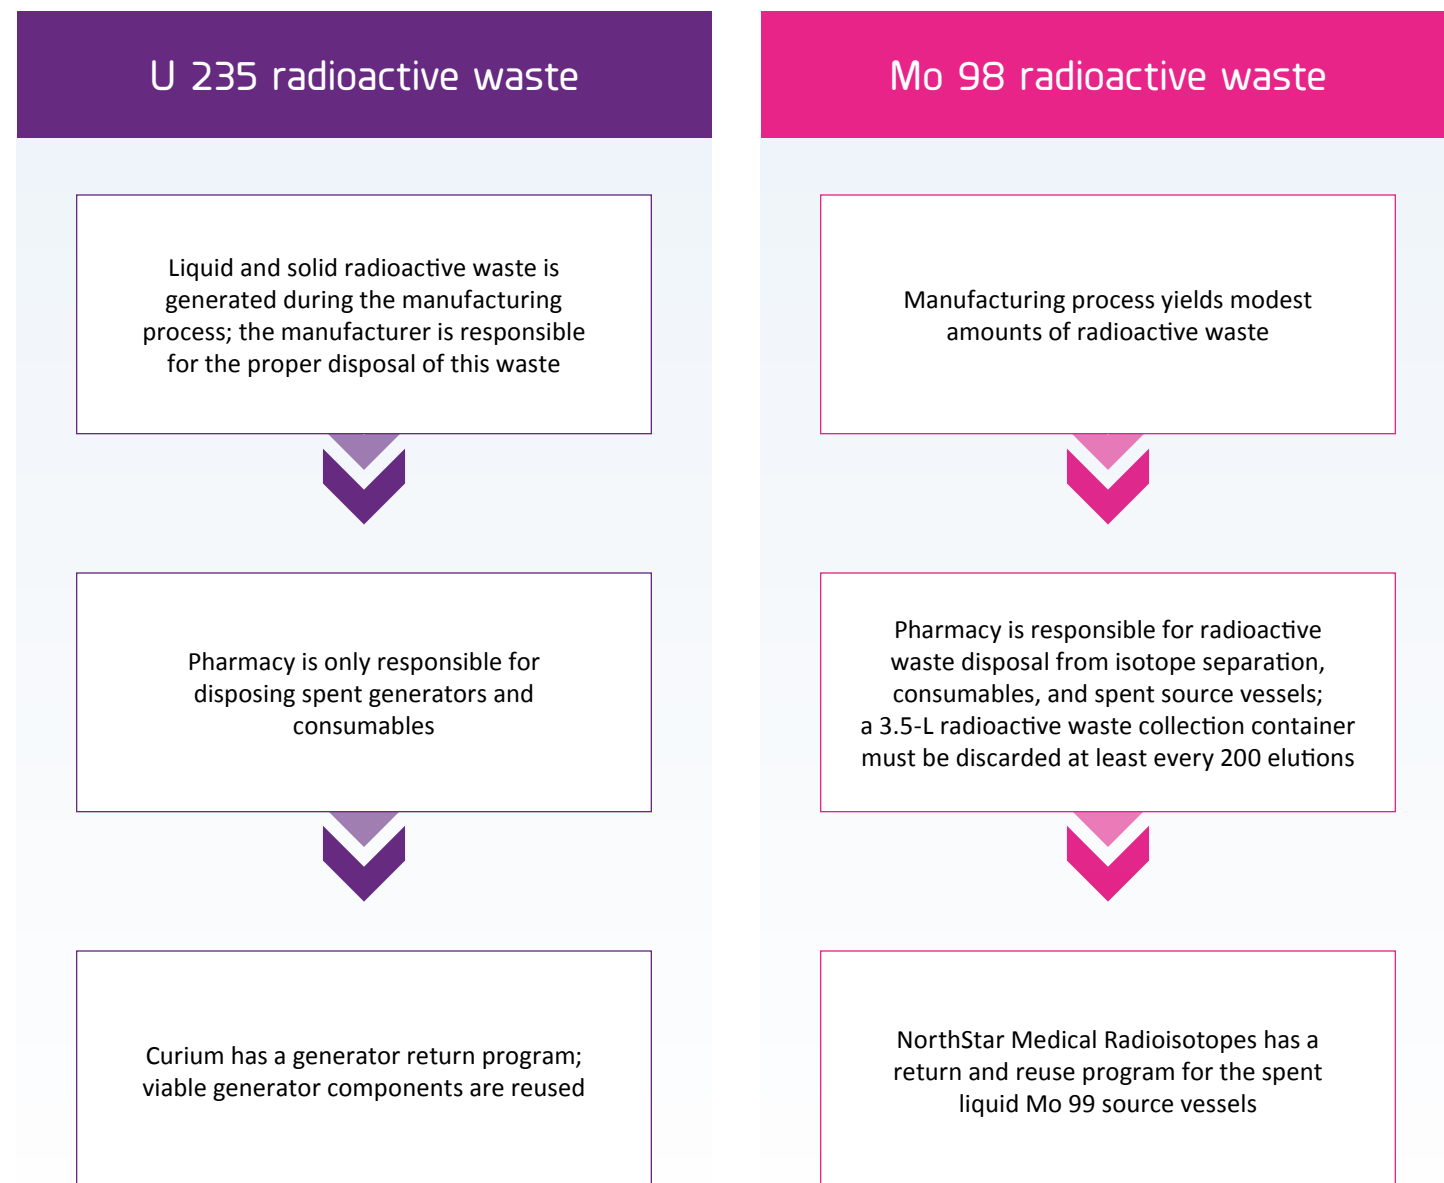 U 235 radioactive waste
Liquid and solid radioactive waste is
generated during the manufacturing
process; the manufacturer is responsible
for the proper disposal of this waste
Pharmacy is only responsible for
disposing spent generators and
consumables
Curium has a generator return program;
viable generator components are reused
Mo 98 radioactive waste
Manufacturing process yields modest
amounts of radioactive waste
Pharmacy is responsible for radioactive
waste disposal from isotope separation,
consumables, and spent source vessels;
a 3.5-L radioactive waste collection container
must be discarded at least every 200 elutions
NorthStar Medical Radioisotopes has a
return and reuse program for the spent
liquid Mo 99 source vessels